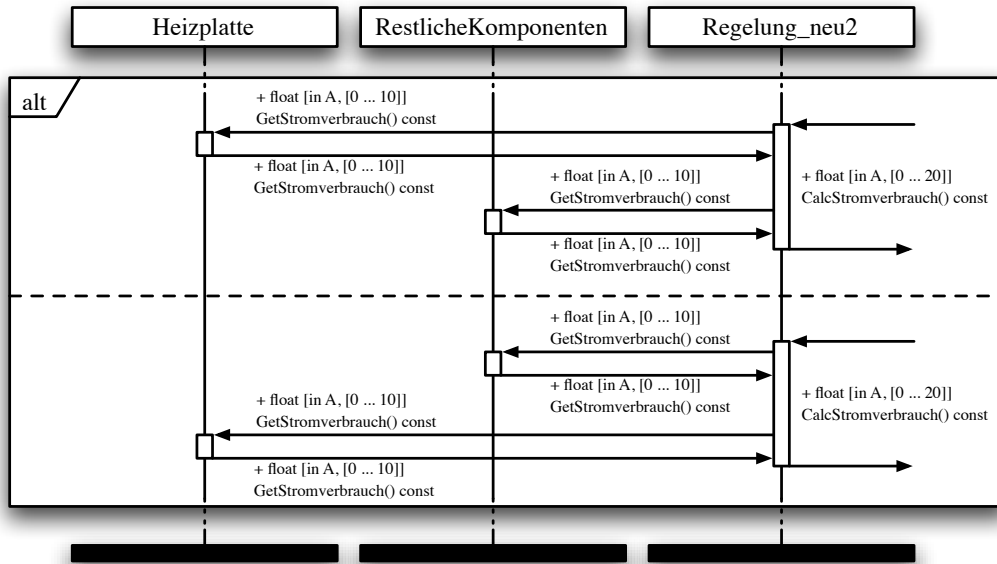 Heizplatte
RestlicheKomponenten
Regelung_neu2
alt
+ float [in A, [0 ... 10]]
GetStromverbrauch() const
+ float [in A, [0 ... 10]]
GetStromverbrauch() const
+ float [in A, [0 ... 10]]
GetStromverbrauch() const
+ float [in A, [0 ... 20]]
CalcStromverbrauch() const
+ float [in A, [0 ... 10]]
GetStromverbrauch() const
+ float [in A, [0 ... 10]]
GetStromverbrauch() const
+ float [in A, [0 ... 10]]
GetStromverbrauch() const
+ float [in A, [0 ... 20]]
CalcStromverbrauch() const
+ float [in A, [0 ... 10]]
GetStromverbrauch() const
+ float [in A, [0 ... 10]]
GetStromverbrauch() const